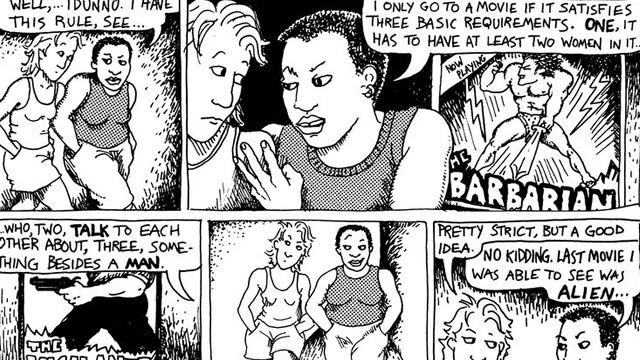 WELL,... I DUNNO. I HAVE
THIS RULE, SEE...
I ONLY GO TO A MOVIE IF IT SATISFIES
THREE BASIC REQUIREMENTS. ONE, IT
HAS TO HAVE AT LEAST TWO WOMEN IN IT
NOW
PLAYING
THE
BARBARIAN
...WHO, TWO, TALK TO EACH
OTHER ABOUT, THREE, SOME-
THING BESIDES A MAN.
THE
PRETTY STRICT, BUT A GOOD
IDEA.
NO KIDDING. LAST MOVIE I
WAS ABLE TO SEE WAS
ALIEN...